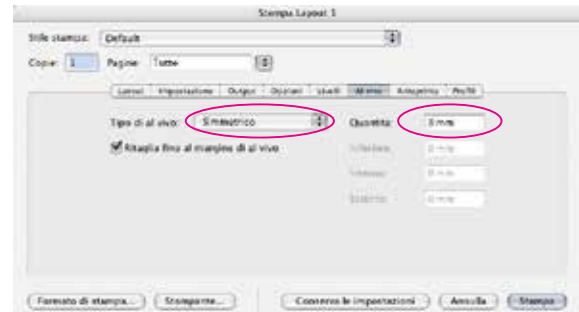 Stampa Layout 1
Stile stampa: Default
Copie: 1 Pagine: Tutte
Layout Impostazione Output Opzioni Livelli Al vivo Anteprima Profili
Tipo di al vivo: Simmetrico Quantità: 3 mm
Ritaglia fino al margine di al vivo
Formato di stampa... Stampante... Conserva le impostazioni Annulla Stampa